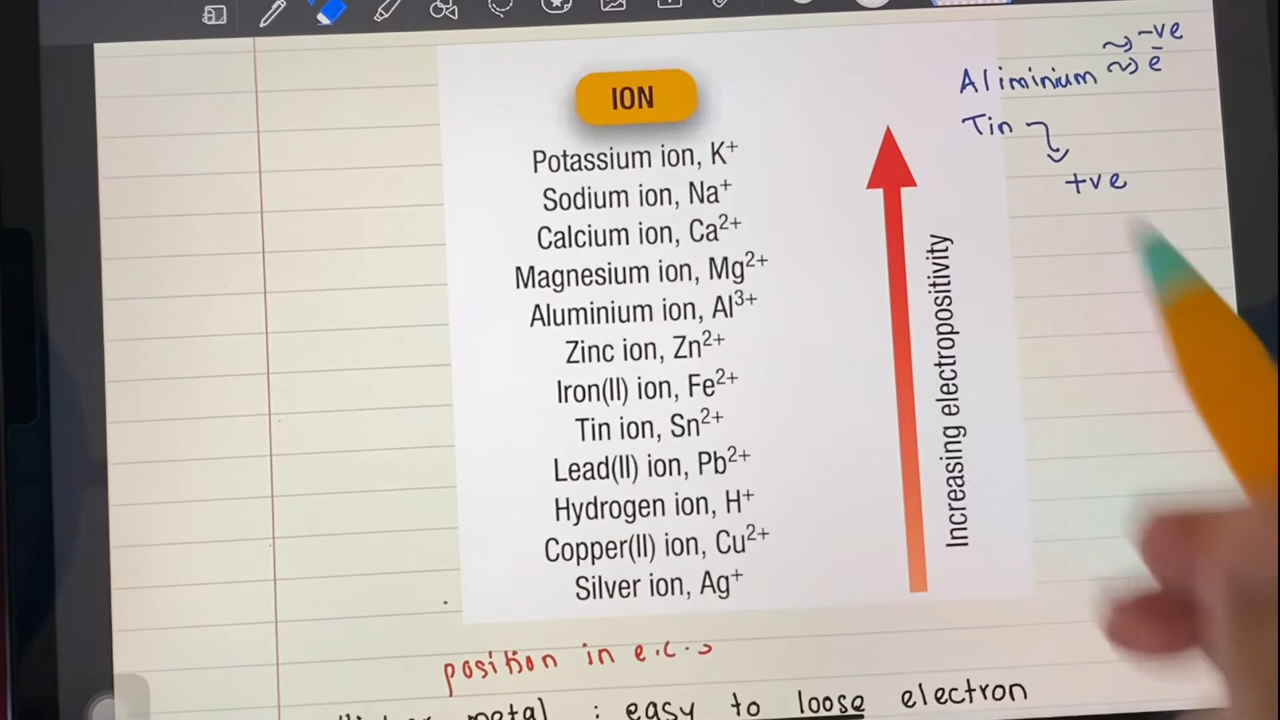 ION
Potassium ion, K⁺
Sodium ion, Na⁺
Calcium ion, Ca²⁺
Magnesium ion, Mg²⁺
Aluminium ion, Al³⁺
Zinc ion, Zn²⁺
Iron(II) ion, Fe²⁺
Tin ion, Sn²⁺
Lead(II) ion, Pb²⁺
Hydrogen ion, H⁺
Copper(II) ion, Cu²⁺
Silver ion, Ag⁺
Increasing electropositivity
-ve
Aliminium ē
Tin
+ve
position in e.c.s
metal : easy to loose electron